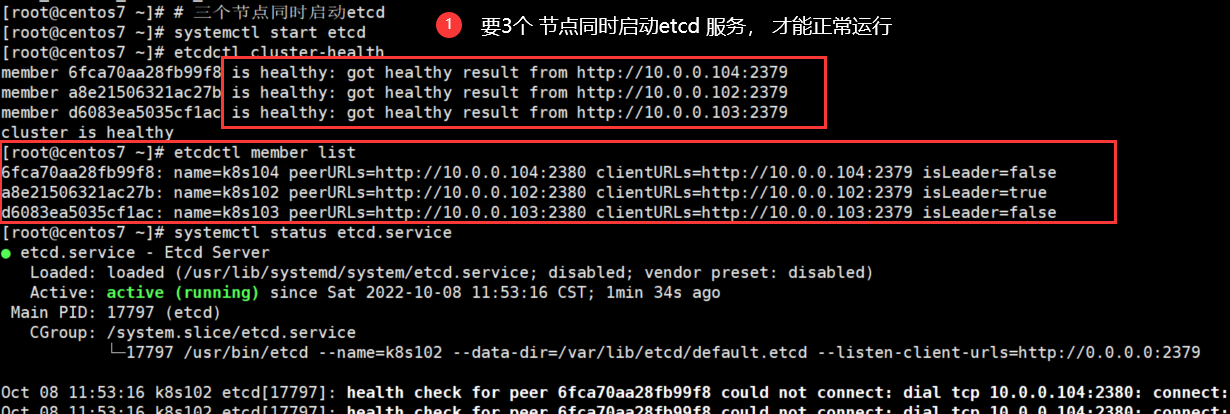 [root@centos7 ~]# # 三个节点同时启动etcd
1 要3个 节点同时启动etcd 服务， 才能正常运行
[root@centos7 ~]# systemctl start etcd
[root@centos7 ~]# etcdctl cluster-health
member 6fca70aa28fb99f8 is healthy: got healthy result from http://10.0.0.104:2379
member a8e21506321ac27b is healthy: got healthy result from http://10.0.0.102:2379
member d6083ea5035cf1ac is healthy: got healthy result from http://10.0.0.103:2379
cluster is healthy
[root@centos7 ~]# etcdctl member list
6fca70aa28fb99f8: name=k8s104 peerURLs=http://10.0.0.104:2380 clientURLs=http://10.0.0.104:2379 isLeader=false
a8e21506321ac27b: name=k8s102 peerURLs=http://10.0.0.102:2380 clientURLs=http://10.0.0.102:2379 isLeader=true
d6083ea5035cf1ac: name=k8s103 peerURLs=http://10.0.0.103:2380 clientURLs=http://10.0.0.103:2379 isLeader=false
[root@centos7 ~]# systemctl status etcd.service
● etcd.service - Etcd Server
Loaded: loaded (/usr/lib/systemd/system/etcd.service; disabled; vendor preset: disabled)
Active: active (running) since Sat 2022-10-08 11:53:16 CST; 1min 34s ago
Main PID: 17797 (etcd)
CGroup: /system.slice/etcd.service
└─17797 /usr/bin/etcd --name=k8s102 --data-dir=/var/lib/etcd/default.etcd --listen-client-urls=http://0.0.0.0:2379
Oct 08 11:53:16 k8s102 etcd[17797]: health check for peer 6fca70aa28fb99f8 could not connect: dial tcp 10.0.0.104:2380: connect:
Oct 08 11:53:16 k8s102 etcd[17797]: health check for peer 6fca70aa28fb99f8 could not connect: dial tcp 10.0.0.104:2380: connect: